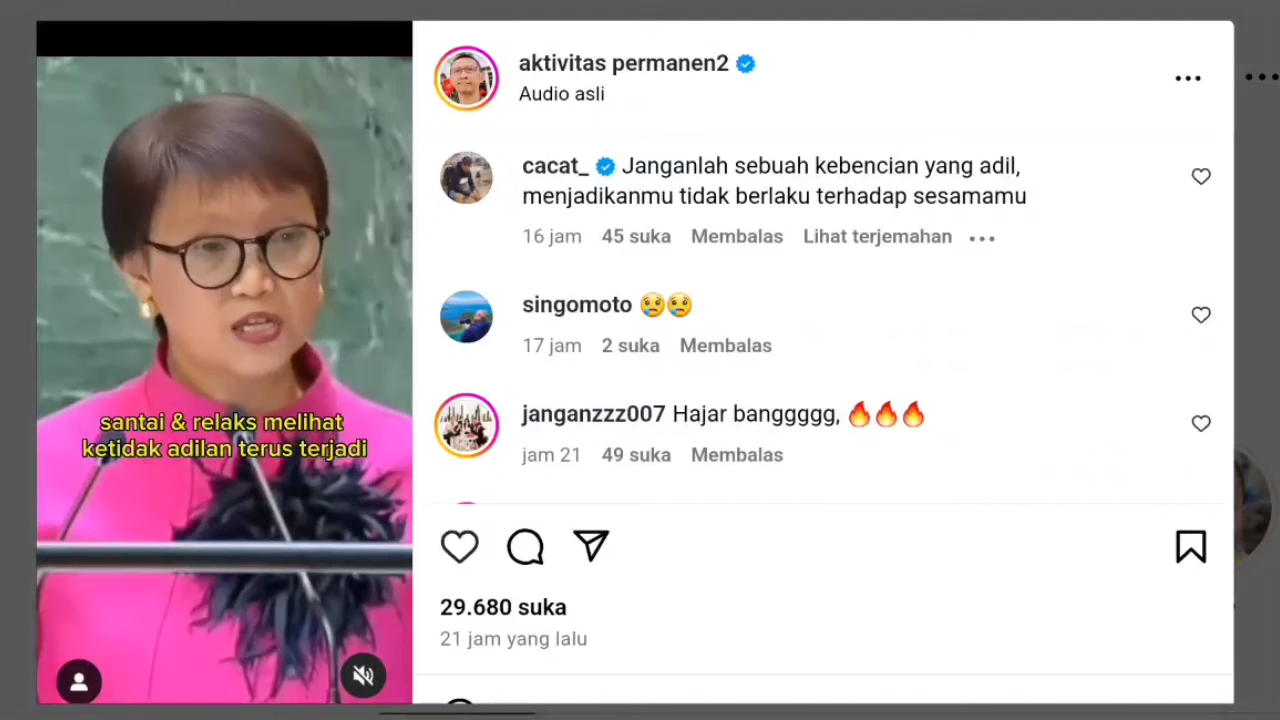 santai & relaks melihat
ketidak adilan terus terjadi
aktivitas permanen2
Audio asli
cacat_ Janganlah sebuah kebencian yang adil,
menjadikanmu tidak berlaku terhadap sesamamu
16 jam 45 suka Membalas Lihat terjemahan
singomoto 😢😢
17 jam 2 suka Membalas
janganzzz007 Hajar banggggg, 🔥🔥🔥
jam 21 49 suka Membalas
29.680 suka
21 jam yang lalu